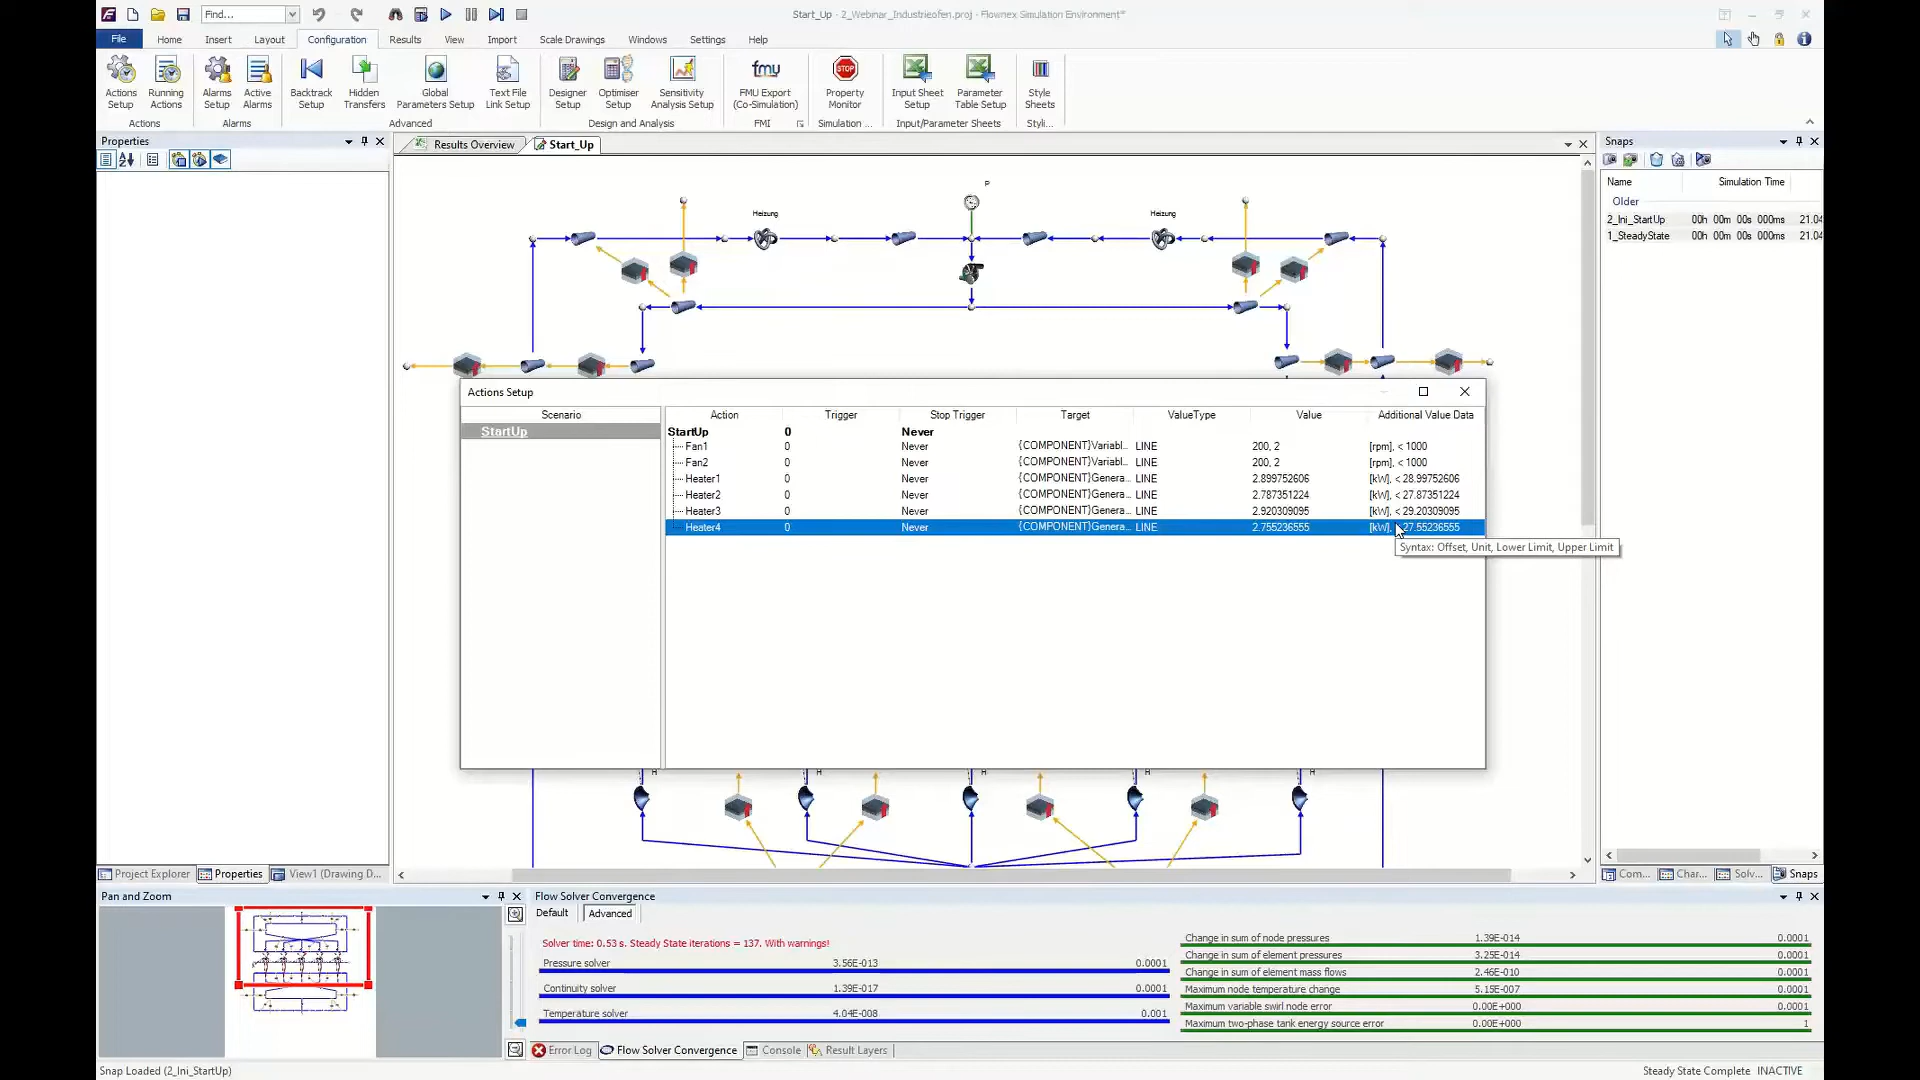 Find...
Start_Up - 2_Webinar_Industrieofen.proj - Flownex Simulation Environment*
File Home Insert Layout Configuration Results View Import Scale Drawings Windows Settings Help
Actions Setup
Running Actions
Alarms Setup
Active Alarms
Backtrack Setup
Hidden Transfers
Global Parameters Setup
Text File Link Setup
Designer Setup
Optimiser Setup
Sensitivity Analysis Setup
fmu
FMU Export (Co-Simulation)
STOP
Property Monitor
Input Sheet Setup
Parameter Table Setup
Style Sheets
Actions Alarms Advanced Design and Analysis FMI Simulation ... Input/Parameter Sheets Styli...
Properties
Results Overview Start_Up
Snaps
Name Simulation Time
Older
2_Ini_StartUp 00h 00m 00s 000ms 21.04
1_SteadyState 00h 00m 00s 000ms 21.04
P
Heizung Heizung
Actions Setup
Scenario Action Trigger Stop Trigger Target ValueType Value Additional Value Data
StartUp StartUp 0 Never
Fan1 0 Never {COMPONENT}Variabl... LINE 200, 2 [rpm], < 1000
Fan2 0 Never {COMPONENT}Variabl... LINE 200, 2 [rpm], < 1000
Heater1 0 Never {COMPONENT}Genera... LINE 2.899752606 [kW], < 28.99752606
Heater2 0 Never {COMPONENT}Genera... LINE 2.787351224 [kW], < 27.87351224
Heater3 0 Never {COMPONENT}Genera... LINE 2.920309095 [kW], < 29.20309095
Heater4 0 Never {COMPONENT}Genera... LINE 2.755236555 [kW], 27.55236555
Syntax: Offset, Unit, Lower Limit, Upper Limit
H H H H
Project Explorer Properties View1 (Drawing D...
Com... Char... Solv... Snaps
Pan and Zoom
Flow Solver Convergence
Default Advanced
Solver time: 0.53 s. Steady State iterations = 137. With warnings!
Pressure solver 3.56E-013 0.0001
Continuity solver 1.39E-017 0.0001
Temperature solver 4.04E-008 0.001
Change in sum of node pressures 1.39E-014 0.0001
Change in sum of element pressures 3.25E-014 0.0001
Change in sum of element mass flows 2.46E-010 0.0001
Maximum node temperature change 5.15E-007 0.0001
Maximum variable swirl node error 0.00E+000 0.0001
Maximum two-phase tank energy source error 0.00E+000 1
Error Log Flow Solver Convergence Console Result Layers
Snap Loaded (2_Ini_StartUp)
Steady State Complete INACTIVE